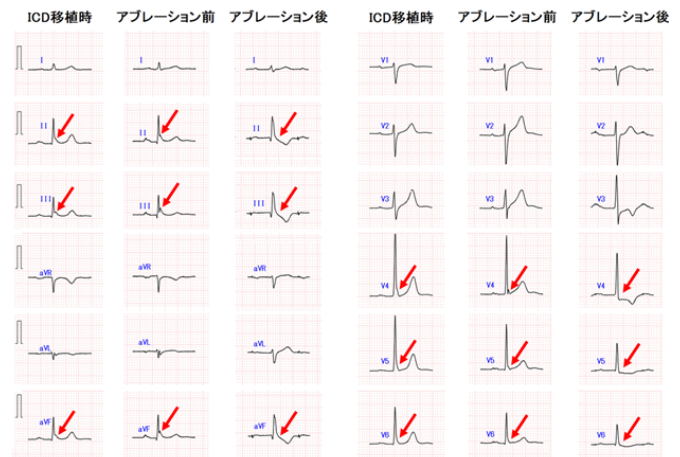 ICD移植時 アブレーション前 アブレーション後 ICD移植時 アブレーション前 アブレーション後
I I I V1 V1 V1
II II II V2 V2 V2
III III III V3 V3 V3
aVR aVR aVR V4 V4 V4
aVL aVL aVL V5 V5 V5
aVF aVF aVF V6 V6 V6